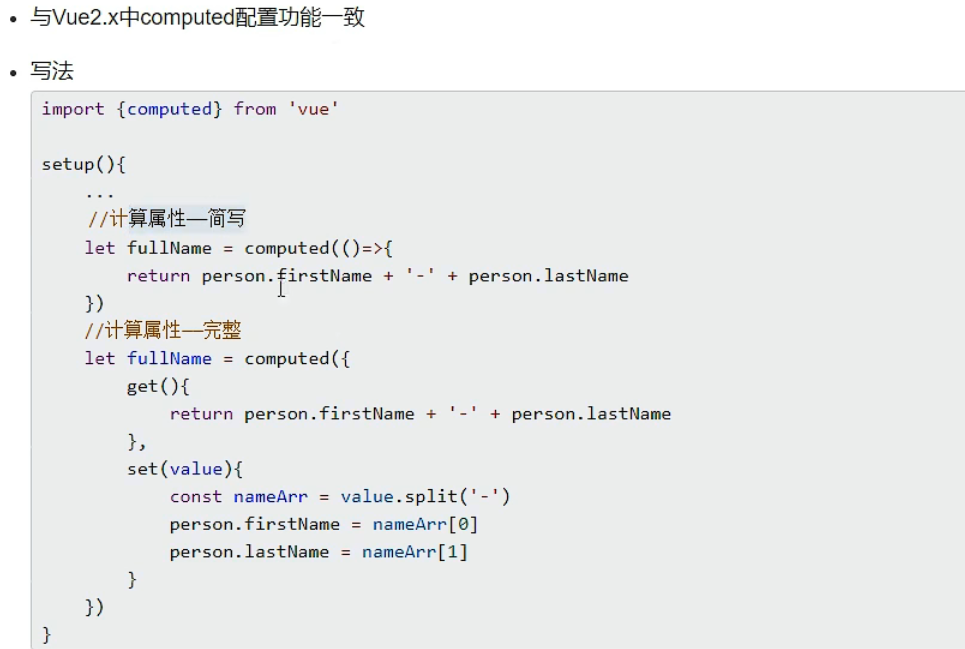 与Vue2.x中computed配置功能一致
写法
import {computed} from 'vue'
setup(){
    ...
    //计算属性——简写
    let fullName = computed(()=>{
        return person.firstName + '-' + person.lastName
    })
    //计算属性——完整
    let fullName = computed({
        get(){
            return person.firstName + '-' + person.lastName
        },
        set(value){
            const nameArr = value.split('-')
            person.firstName = nameArr[0]
            person.lastName = nameArr[1]
        }
    })
}